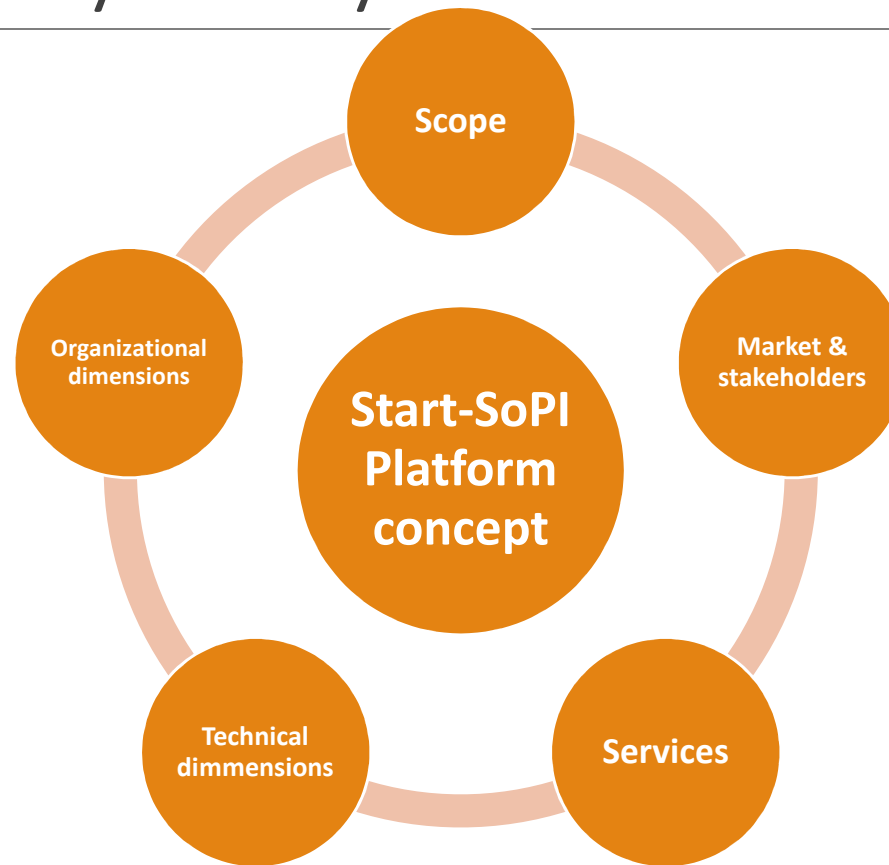 Scope
Market &
stakeholders
Start-SoPI
Platform
concept
Organizational
dimensions
Technical
dimmensions
Services